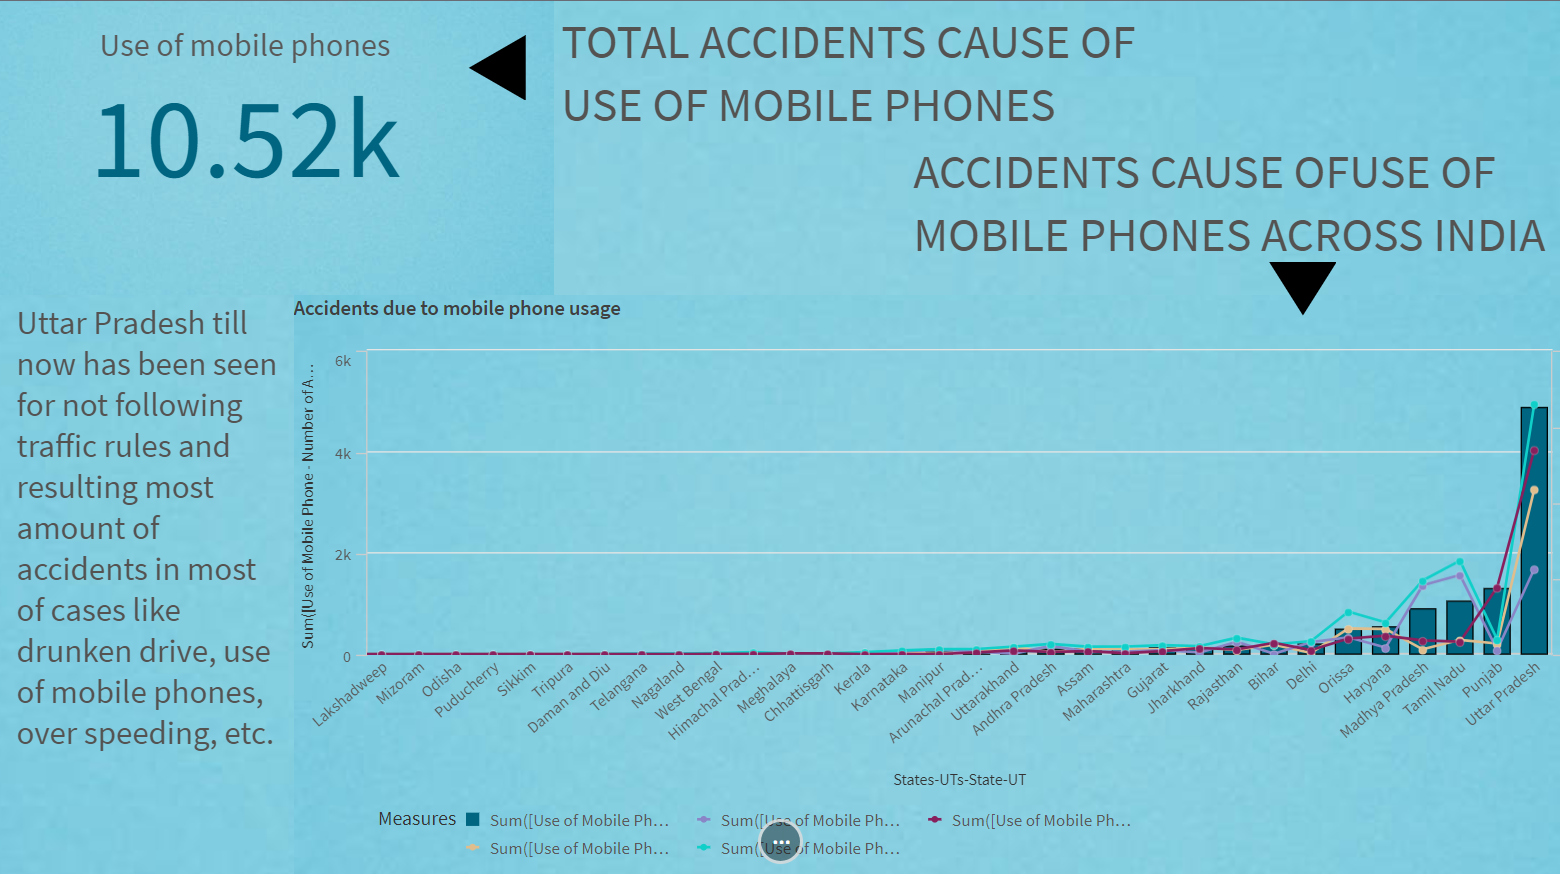 Use of mobile phones
10.52k
TOTAL ACCIDENTS CAUSE OF
USE OF MOBILE PHONES
ACCIDENTS CAUSE OFUSE OF
MOBILE PHONES ACROSS INDIA
Uttar Pradesh till
now has been seen
for not following
traffic rules and
resulting most
amount of
accidents in most
of cases like
drunken drive, use
of mobile phones,
over speeding, etc.
Accidents due to mobile phone usage
Sum([Use of Mobile Phone - Number of A...
6k
4k
2k
0
Lakshadweep
Mizoram
Odisha
Puducherry
Sikkim
Tripura
Daman and Diu
Telangana
Nagaland
West Bengal
Himachal Prad...
Meghalaya
Chhattisgarh
Kerala
Karnataka
Manipur
Arunachal Prad...
Uttarakhand
Andhra Pradesh
Assam
Maharashtra
Gujarat
Jharkhand
Rajasthan
Bihar
Delhi
Orissa
Haryana
Madhya Pradesh
Tamil Nadu
Punjab
Uttar Pradesh
States-UTs-State-UT
Measures
Sum([Use of Mobile Ph...
Sum([Use of Mobile Ph...
Sum([Use of Mobile Ph...
Sum([Use of Mobile Ph...
Sum([Use of Mobile Ph...